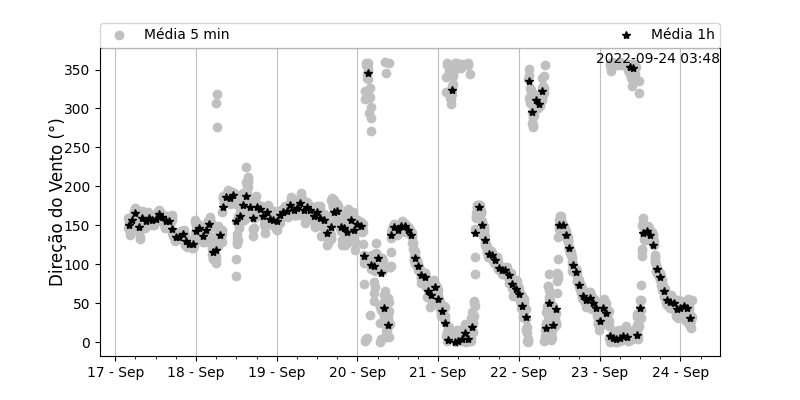 Média 5 min
Média 1h
2022-09-24 03:48
Direção do Vento (°)
350
300
250
200
150
100
50
0
17 - Sep
18 - Sep
19 - Sep
20 - Sep
21 - Sep
22 - Sep
23 - Sep
24 - Sep